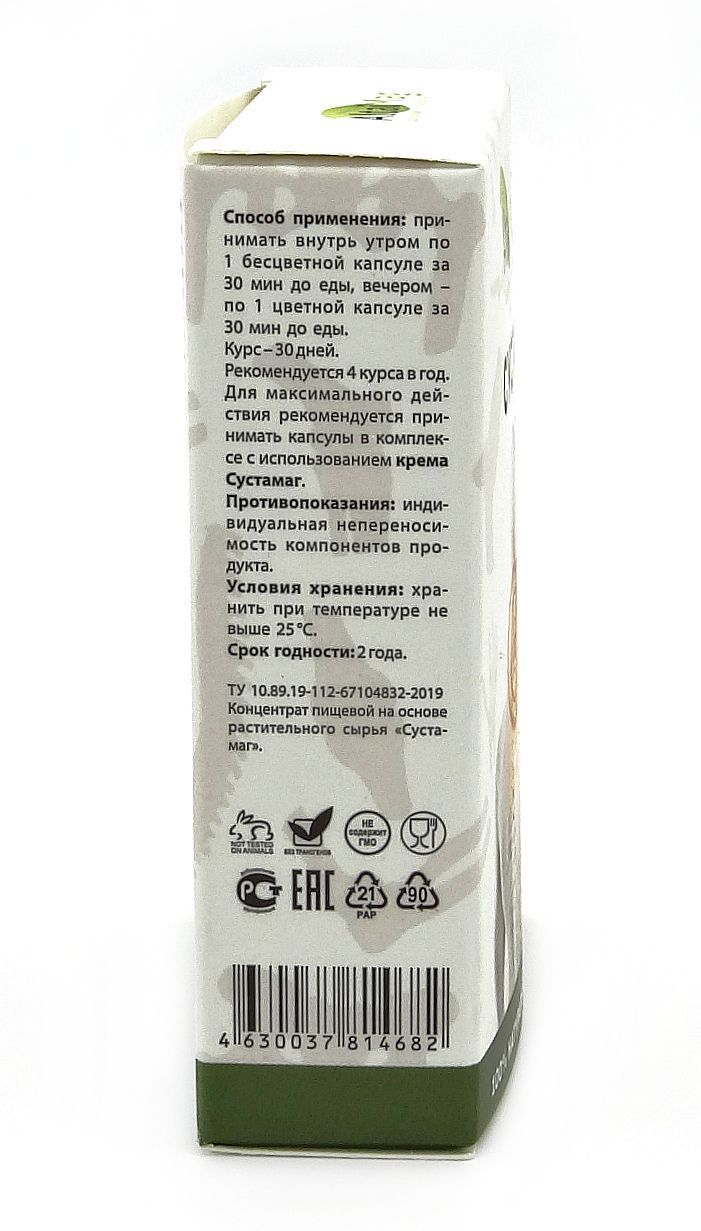 Способ применения: при-
нимать внутрь утром по
1 бесцветной капсуле за
30 мин до еды, вечером –
по 1 цветной капсуле за
30 мин до еды.
Курс – 30 дней.
Рекомендуется 4 курса в год.
Для максимального дей-
ствия рекомендуется при-
нимать капсулы в комплек-
се с использованием крема
Сустамаг.
Противопоказания: инди-
видуальная непереноси-
мость компонентов про-
дукта.
Условия хранения: хра-
нить при температуре не
выше 25 °С.
Срок годности: 2 года.
ТУ 10.89.19-112-67104832-2019
Концентрат пищевой на основе
растительного сырья «Суста-
маг».
NOT TESTED
ON ANIMALS
БЕЗ ТРАНСГЕНОВ
НЕ
содержит
ГМО
РСТ
ЕАС
21
PAP
90
4 630037 814682
100%